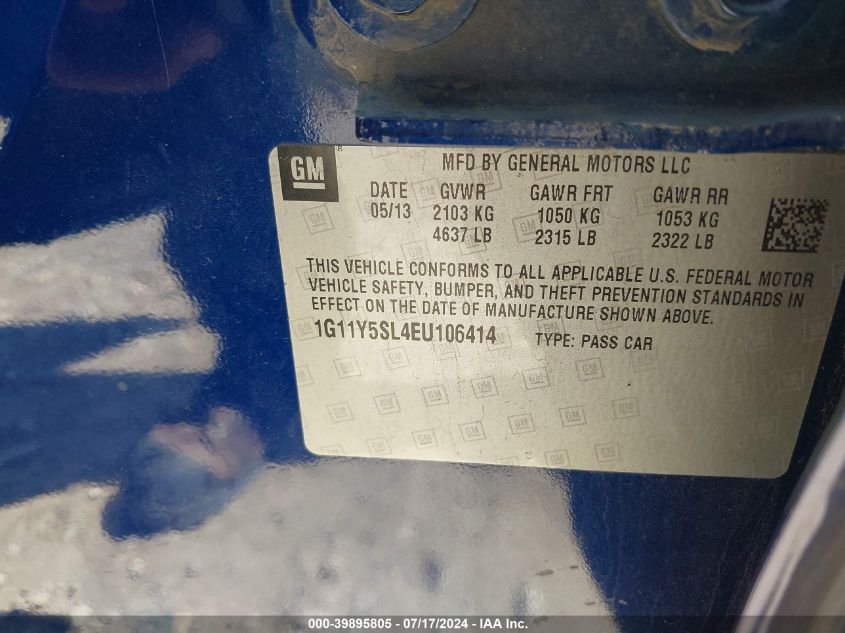 GM
MFD BY GENERAL MOTORS LLC
DATE GVWR GAWR FRT GAWR RR
05/13 2103 KG 1050 KG 1053 KG
4637 LB 2315 LB 2322 LB
THIS VEHICLE CONFORMS TO ALL APPLICABLE U.S. FEDERAL MOTOR
VEHICLE SAFETY, BUMPER, AND THEFT PREVENTION STANDARDS IN
EFFECT ON THE DATE OF MANUFACTURE SHOWN ABOVE.
1G11Y5SL4EU106414 TYPE: PASS CAR
000-39895805 - 07/17/2024 - IAA Inc.